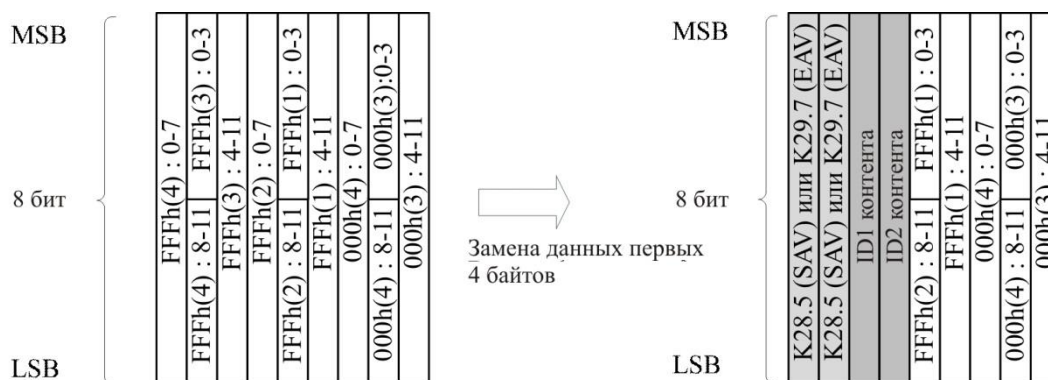 MSB
8 бит
LSB
FFFh(4) : 0-7
FFFh(4) : 8-11
FFFh(3) : 0-3
FFFh(3) : 4-11
FFFh(2) : 0-7
FFFh(2) : 8-11
FFFh(1) : 0-3
FFFh(1) : 4-11
000h(4) : 0-7
000h(4) : 8-11
000h(3):0-3
000h(3) : 4-11
Замена данных первых
4 байтов
MSB
8 бит
LSB
K28.5 (SAV) или K29.7 (EAV)
K28.5 (SAV) или K29.7 (EAV)
ID1 контента
ID2 контента
FFFh(2) : 8-11
FFFh(1) : 0-3
FFFh(1) : 4-11
000h(4) : 0-7
000h(4) : 8-11
000h(3) : 0-3
000h(3) : 4-11